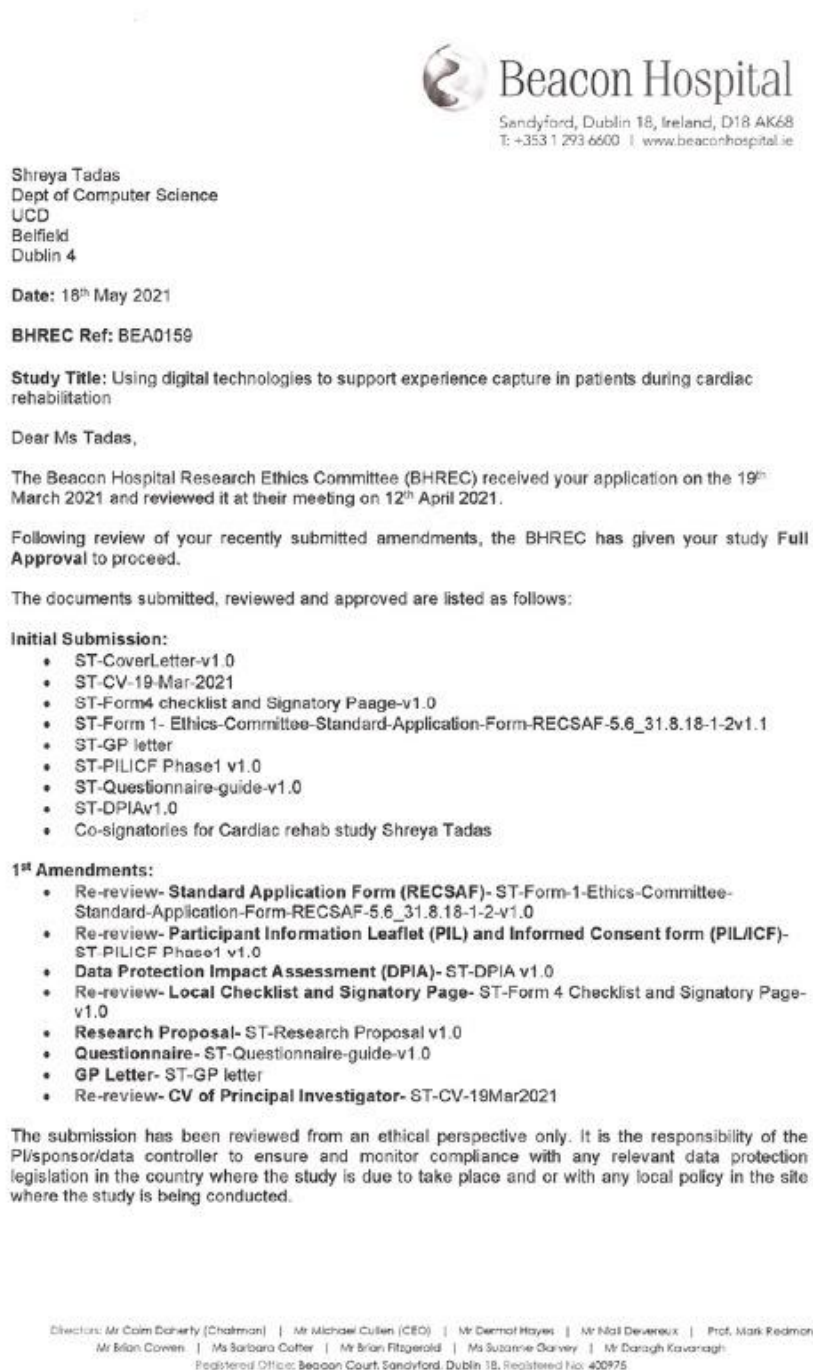 Beacon Hospital
Sandyford, Dublin 18, Ireland, D18 AK68
T: +353 1 293 6600 | www.beaconhospital.ie
Shreya Tadas
Dept of Computer Science
UCD
Belfield
Dublin 4
Date: 18th May 2021
BHREC Ref: BEA0159
Study Title: Using digital technologies to support experience capture in patients during cardiac
rehabilitation
Dear Ms Tadas,
The Beacon Hospital Research Ethics Committee (BHREC) received your application on the 19th
March 2021 and reviewed it at their meeting on 12th April 2021.
Following review of your recently submitted amendments, the BHREC has given your study Full
Approval to proceed.
The documents submitted, reviewed and approved are listed as follows:
Initial Submission:
• ST-CoverLetter-v1.0
• ST-CV-19-Mar-2021
• ST-Form4 checklist and Signatory Paage-v1.0
• ST-Form 1- Ethics-Committee-Standard-Application-Form-RECSAF-5.6_31.8.18-1-2v1.1
• ST-GP letter
• ST-PILICF Phase1 v1.0
• ST-Questionnaire-guide-v1.0
• ST-DPIAv1.0
• Co-signatories for Cardiac rehab study Shreya Tadas
1st Amendments:
• Re-review- Standard Application Form (RECSAF)- ST-Form-1-Ethics-Committee-
Standard-Application-Form-RECSAF-5.6_31.8.18-1-2-v1.0
• Re-review- Participant Information Leaflet (PIL) and Informed Consent form (PIL/ICF)-
ST-PILICF Phase1 v1.0
• Data Protection Impact Assessment (DPIA)- ST-DPIA v1.0
• Re-review- Local Checklist and Signatory Page- ST-Form 4 Checklist and Signatory Page-
v1.0
• Research Proposal- ST-Research Proposal v1.0
• Questionnaire- ST-Questionnaire-guide-v1.0
• GP Letter- ST-GP letter
• Re-review- CV of Principal Investigator- ST-CV-19Mar2021
The submission has been reviewed from an ethical perspective only. It is the responsibility of the
PI/sponsor/data controller to ensure and monitor compliance with any relevant data protection
legislation in the country where the study is due to take place and or with any local policy in the site
where the study is being conducted.
Directors: Mr Colm Doherty (Chairman) | Mr Michael Cullen (CEO) | Mr Dermot Hayes | Mr Niall Devereux | Prof. Mark Redmon
Mr Brian Cowen | Ms Barbara Cotter | Mr Brian Fitzgerald | Ms Suzanne Garvey | Mr Daragh Kavanagh
Registered Office: Beacon Court, Sandyford, Dublin 18, Registered No: 400975